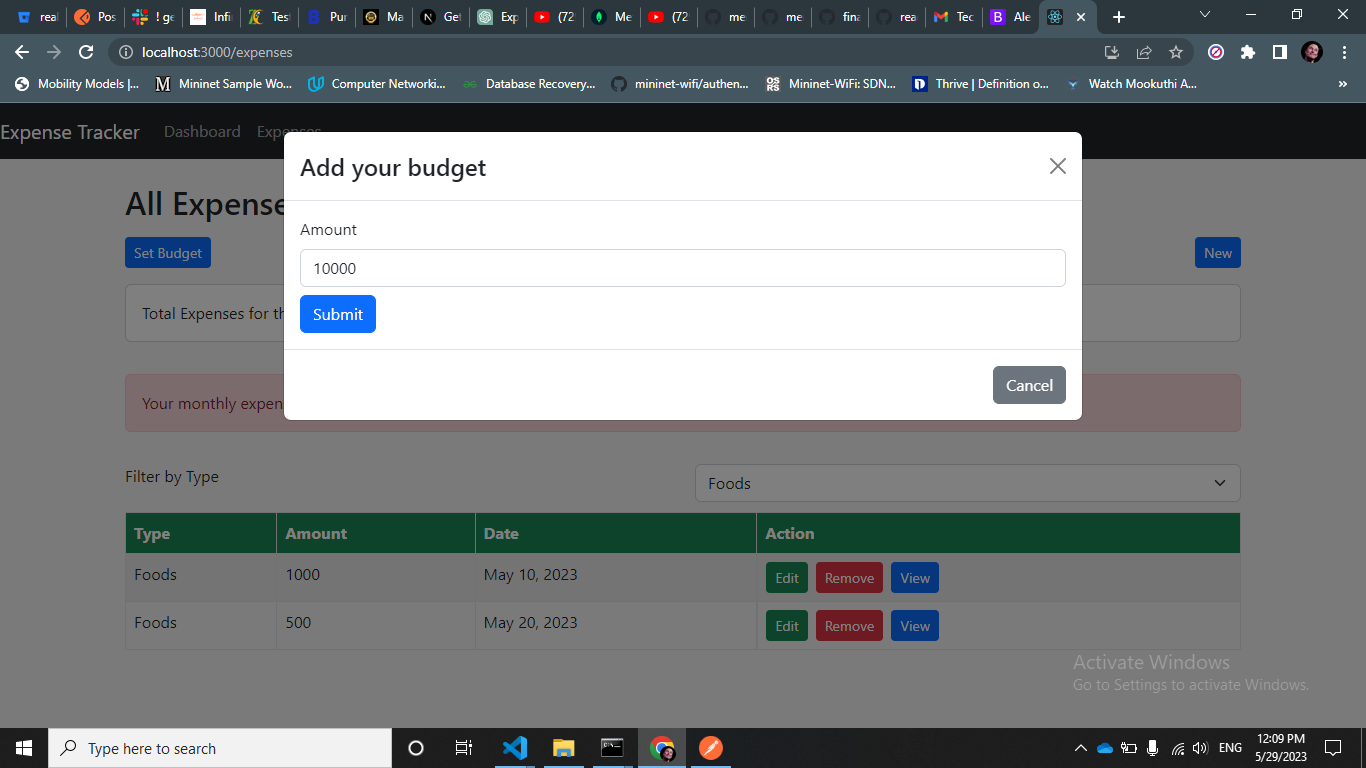 real
Pos
! ge
Infi
Test
Pur
Ma
Get
Exp
(72
Me
(72
me
me
fina
rea
Tec
Ale
localhost:3000/expenses
Mobility Models |...
Mininet Sample Wo...
Computer Networki...
Database Recovery...
mininet-wifi/authen...
Mininet-WiFi: SDN...
Thrive | Definition o...
Watch Mookuthi A...
Expense Tracker Dashboard Expenses
Add your budget
All Expense
Amount
Set Budget
New
10000
Submit
Total Expenses for th
Cancel
Your monthly expen
Filter by Type
Foods
Type Amount Date Action
Foods 1000 May 10, 2023 Edit Remove View
Foods 500 May 20, 2023 Edit Remove View
Activate Windows
Go to Settings to activate Windows.
Type here to search
ENG
12:09 PM
5/29/2023